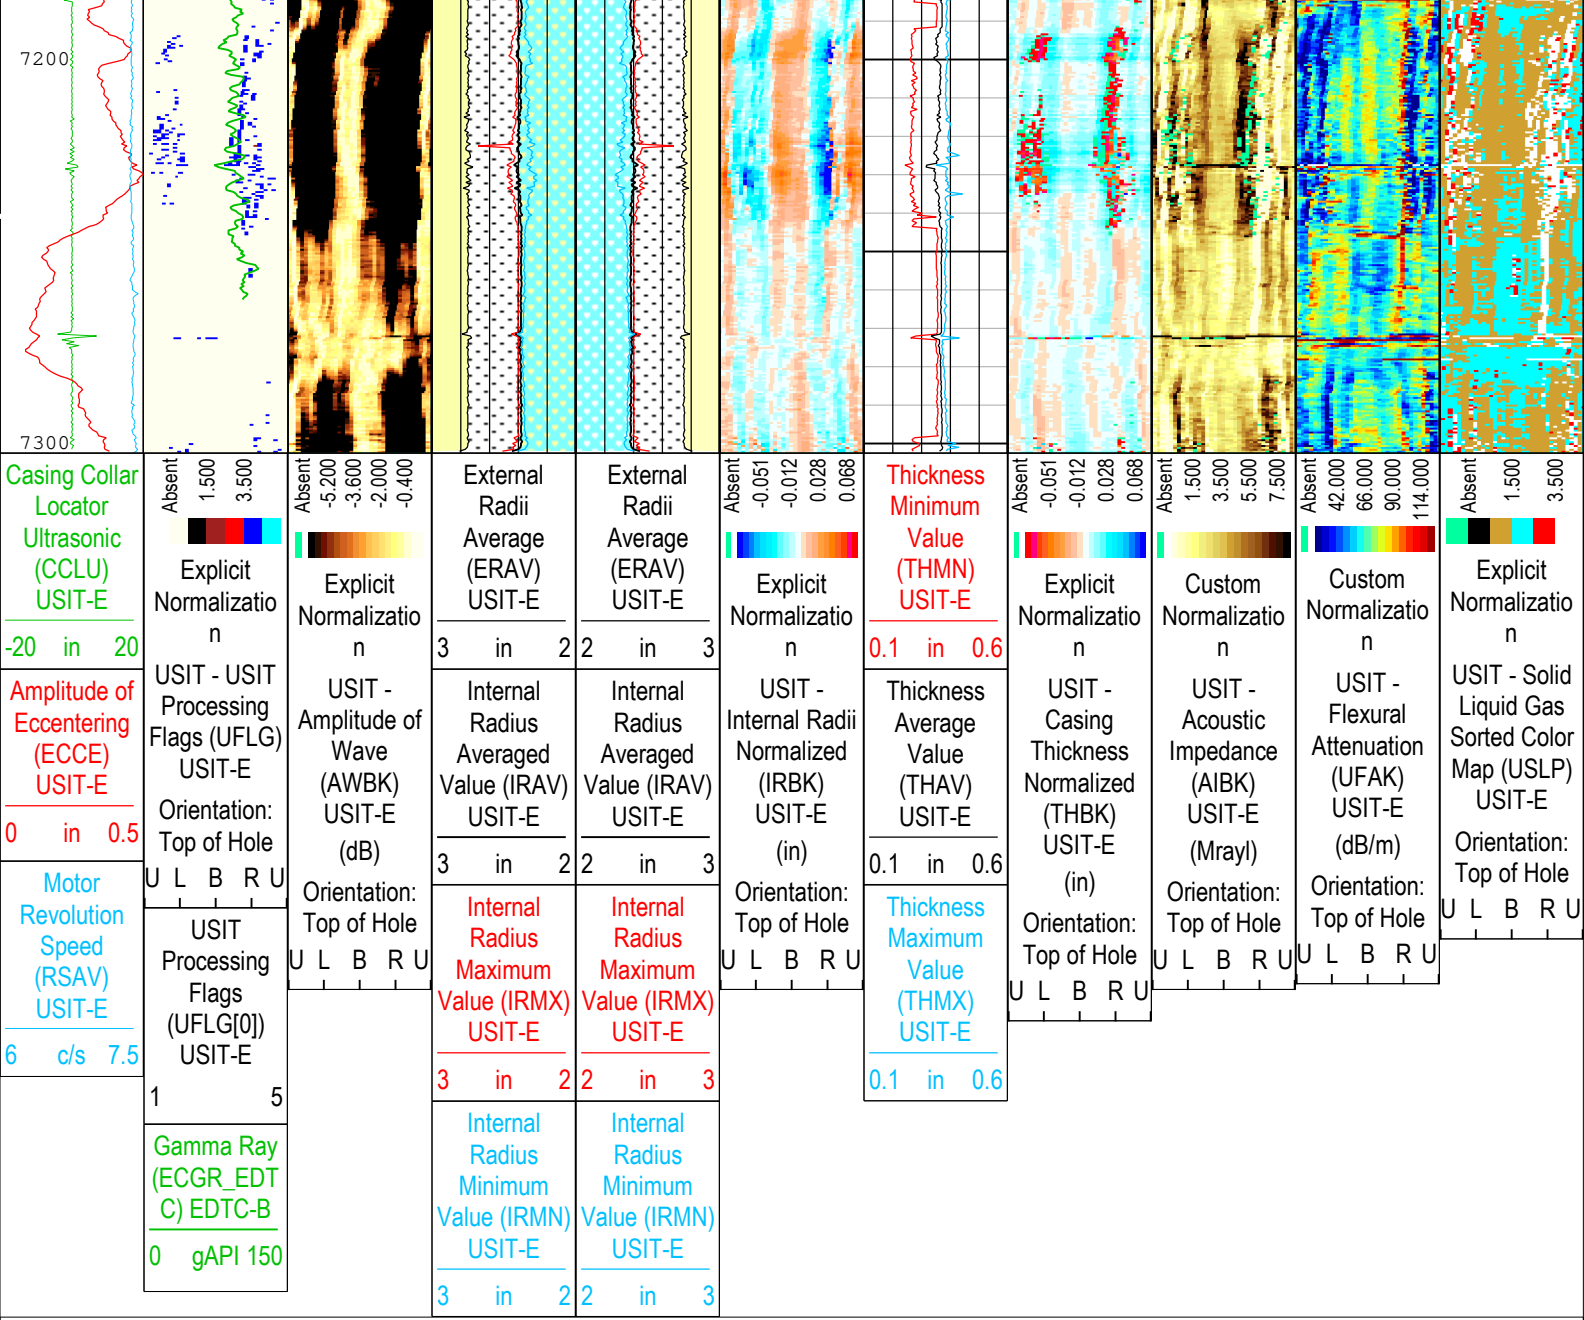 7200
7300
Casing Collar
Locator
Ultrasonic
(CCLU)
USIT-E
-20 in 20
Amplitude of
Eccentering
(ECCE)
USIT-E
0 in 0.5
Motor
Revolution
Speed
(RSAV)
USIT-E
6 c/s 7.5
Absent 1.500 3.500
Explicit
Normalizatio
n
USIT - USIT
Processing
Flags (UFLG)
USIT-E
Orientation:
Top of Hole
U L B R U
USIT
Processing
Flags
(UFLG[0])
USIT-E
1 5
Gamma Ray
(ECGR_EDT
C) EDTC-B
0 gAPI 150
Absent -5.200 -3.600 -2.000 -0.400
Explicit
Normalizatio
n
USIT -
Amplitude of
Wave
(AWBK)
USIT-E
(dB)
Orientation:
Top of Hole
U L B R U
External
Radii
Average
(ERAV)
USIT-E
3 in 2
Internal
Radius
Averaged
Value (IRAV)
USIT-E
3 in 2
Internal
Radius
Maximum
Value (IRMX)
USIT-E
3 in 2
Internal
Radius
Minimum
Value (IRMN)
USIT-E
3 in 2
External
Radii
Average
(ERAV)
USIT-E
2 in 3
Internal
Radius
Averaged
Value (IRAV)
USIT-E
2 in 3
Internal
Radius
Maximum
Value (IRMX)
USIT-E
2 in 3
Internal
Radius
Minimum
Value (IRMN)
USIT-E
2 in 3
Absent -0.051 -0.012 0.028 0.068
Explicit
Normalizatio
n
USIT -
Internal Radii
Normalized
(IRBK)
USIT-E
(in)
Orientation:
Top of Hole
U L B R U
Thickness
Minimum
Value
(THMN)
USIT-E
0.1 in 0.6
Thickness
Average
Value
(THAV)
USIT-E
0.1 in 0.6
Thickness
Maximum
Value
(THMX)
USIT-E
0.1 in 0.6
Absent -0.051 -0.012 0.028 0.068
Explicit
Normalizatio
n
USIT -
Casing
Thickness
Normalized
(THBK)
USIT-E
(in)
Orientation:
Top of Hole
U L B R U
Absent 1.500 3.500 5.500 7.500
Custom
Normalizatio
n
USIT -
Acoustic
Impedance
(AIBK)
USIT-E
(Mrayl)
Orientation:
Top of Hole
U L B R U
Absent 42.000 66.000 90.000 114.000
Custom
Normalizatio
n
USIT -
Flexural
Attenuation
(UFAK)
USIT-E
(dB/m)
Orientation:
Top of Hole
U L B R U
Absent 1.500 3.500
Explicit
Normalizatio
n
USIT - Solid
Liquid Gas
Sorted Color
Map (USLP)
USIT-E
Orientation:
Top of Hole
U L B R U